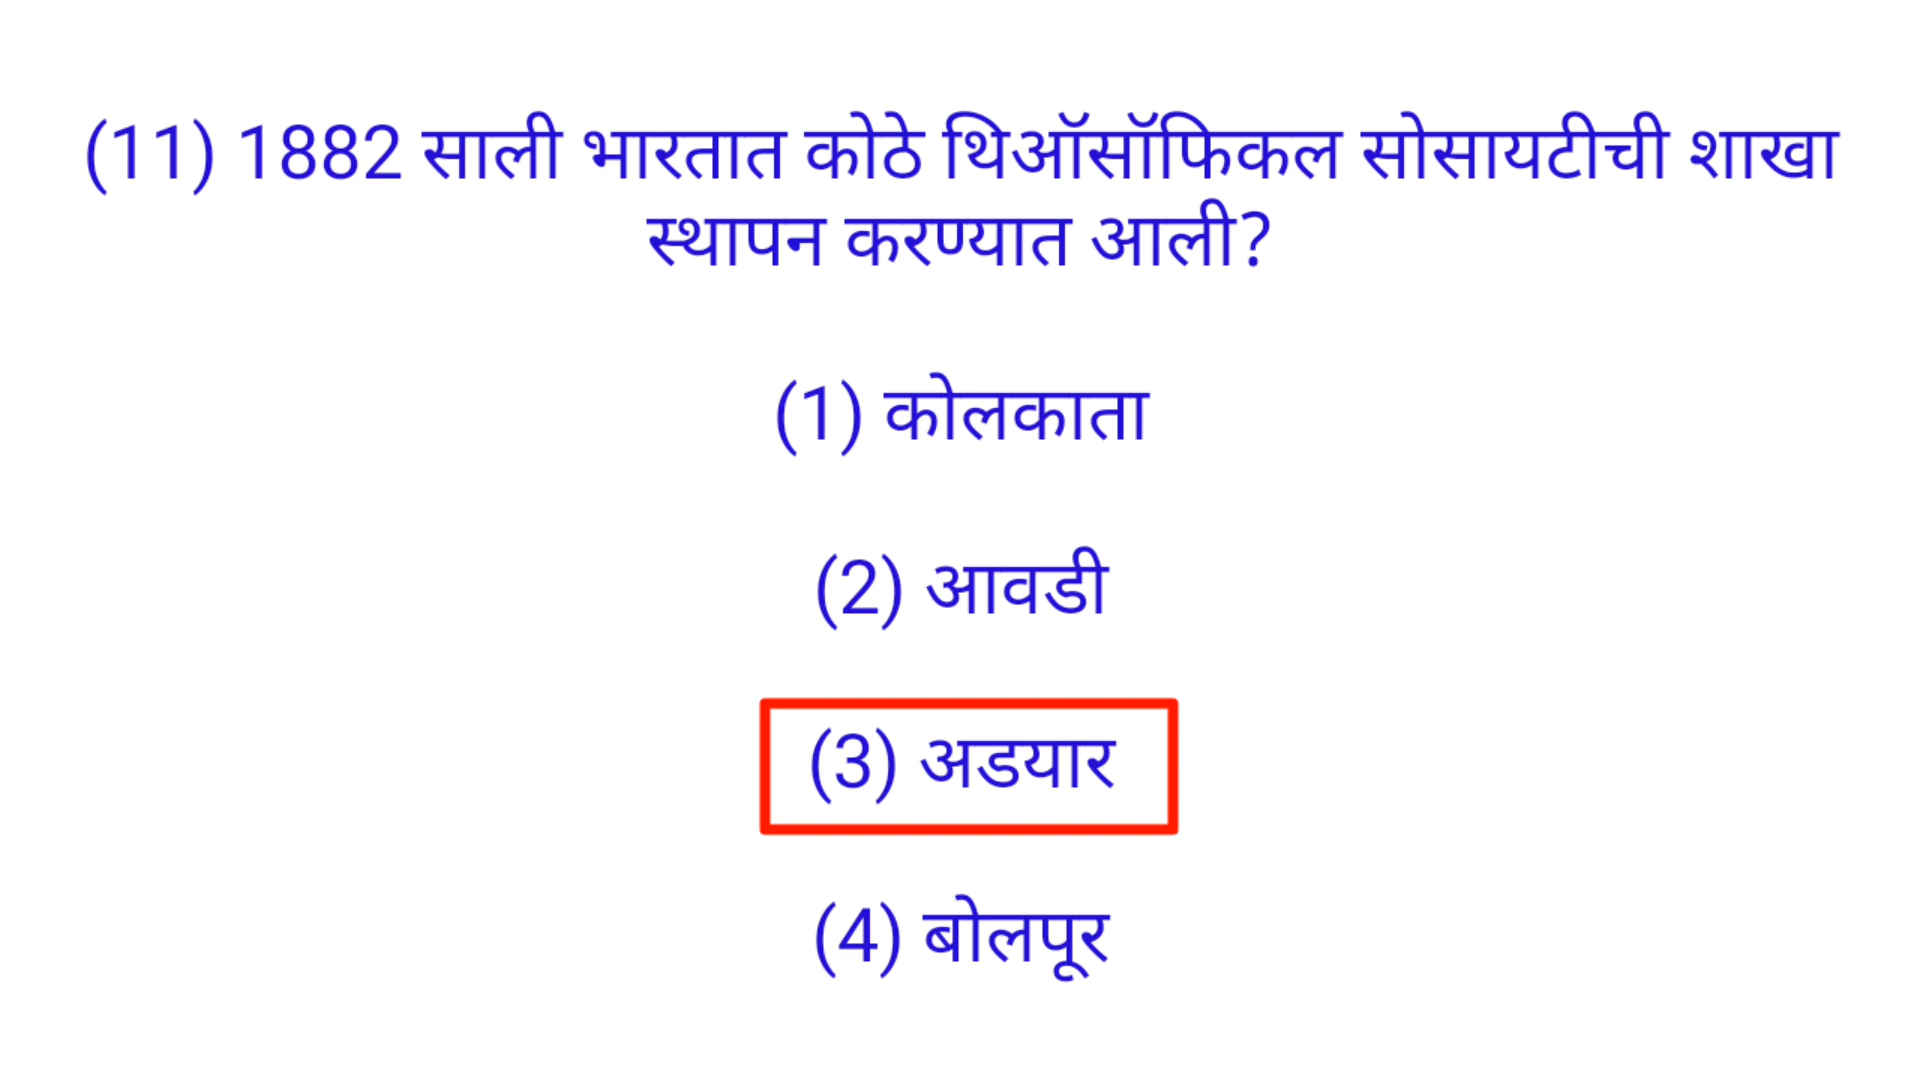 (11) 1882 साली भारतात कोठे थिऑसॉफिकल सोसायटीची शाखा
स्थापन करण्यात आली?
(1) कोलकाता
(2) आवडी
(3) अडयार
(4) बोलपूर